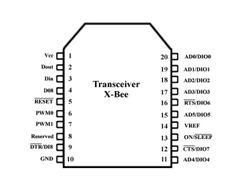 Vcc 1
Dout 2
Din 3
D08 4
RESET 5
PWM0 6
PWM1 7
Reserved 8
DTR/DI8 9
GND 10
Transceiver
X-Bee
20 AD0/DIO0
19 AD1/DIO1
18 AD2/DIO2
17 AD3/DIO3
16 RTS/DIO6
15 AD5/DIO5
14 VREF
13 ON/SLEEP
12 CTS/DIO7
11 AD4/DIO4